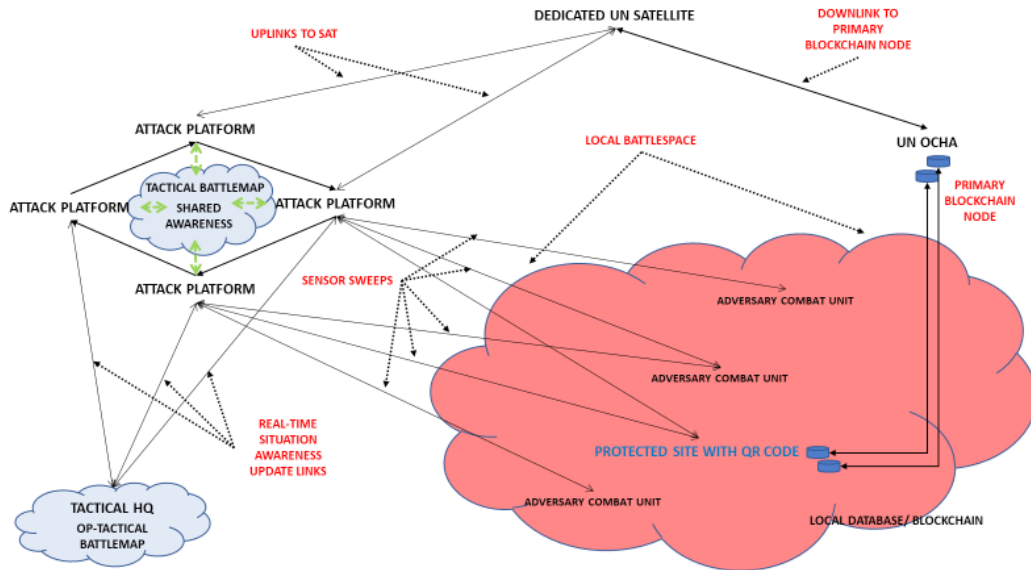 DEDICATED UN SATELLITE
DOWNLINK TO
PRIMARY
BLOCKCHAIN NODE
UPLINKS TO SAT
ATTACK PLATFORM
LOCAL BATTLESPACE
UN OCHA
TACTICAL BATTLEMAP
SHARED
AWARENESS
ATTACK PLATFORM
ATTACK PLATFORM
PRIMARY
BLOCKCHAIN
NODE
ATTACK PLATFORM
SENSOR SWEEPS
ADVERSARY COMBAT UNIT
ADVERSARY COMBAT UNIT
REAL-TIME
SITUATION
AWARENESS
UPDATE LINKS
PROTECTED SITE WITH QR CODE
TACTICAL HQ
OP-TACTICAL
BATTLEMAP
ADVERSARY COMBAT UNIT
LOCAL DATABASE/ BLOCKCHAIN